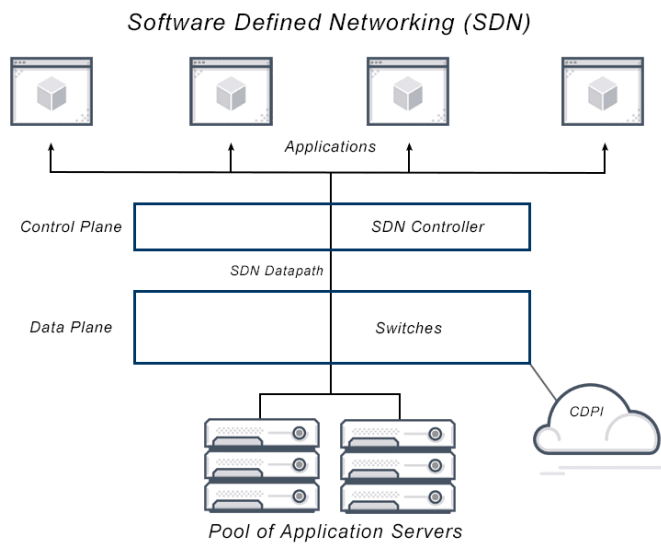 Software Defined Networking (SDN)
Applications
Control Plane
SDN Controller
SDN Datapath
Data Plane
Switches
CDPI
Pool of Application Servers